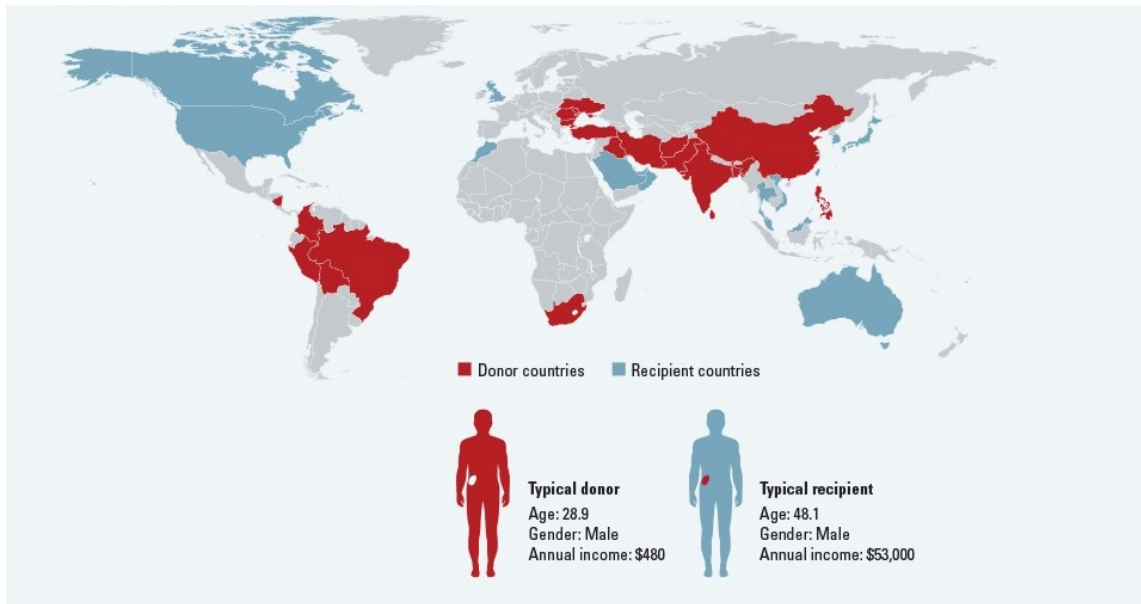 Donor countries
Recipient countries
Typical donor
Age: 28.9
Gender: Male
Annual income: $480
Typical recipient
Age: 48.1
Gender: Male
Annual income: $53,000